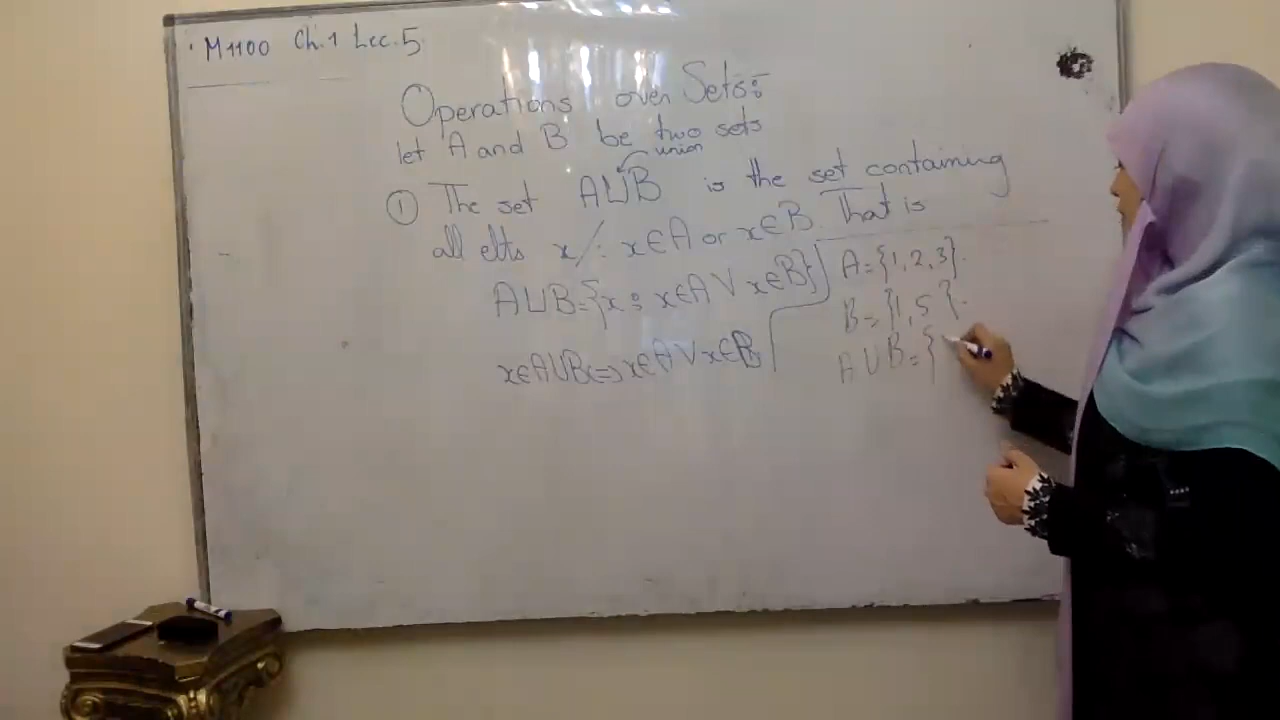 M1100 Ch.1 Lec.5
Operations over Sets:
let A and B be two sets
union
① The set A∪B is the set containing
all elts x /: x∈A or x∈B. That is
A∪B={x: x∈A ∨ x∈B}
x∈A∪B⇔x∈A ∨ x∈B
A={1,2,3}.
B={1,5}.
A∪B={